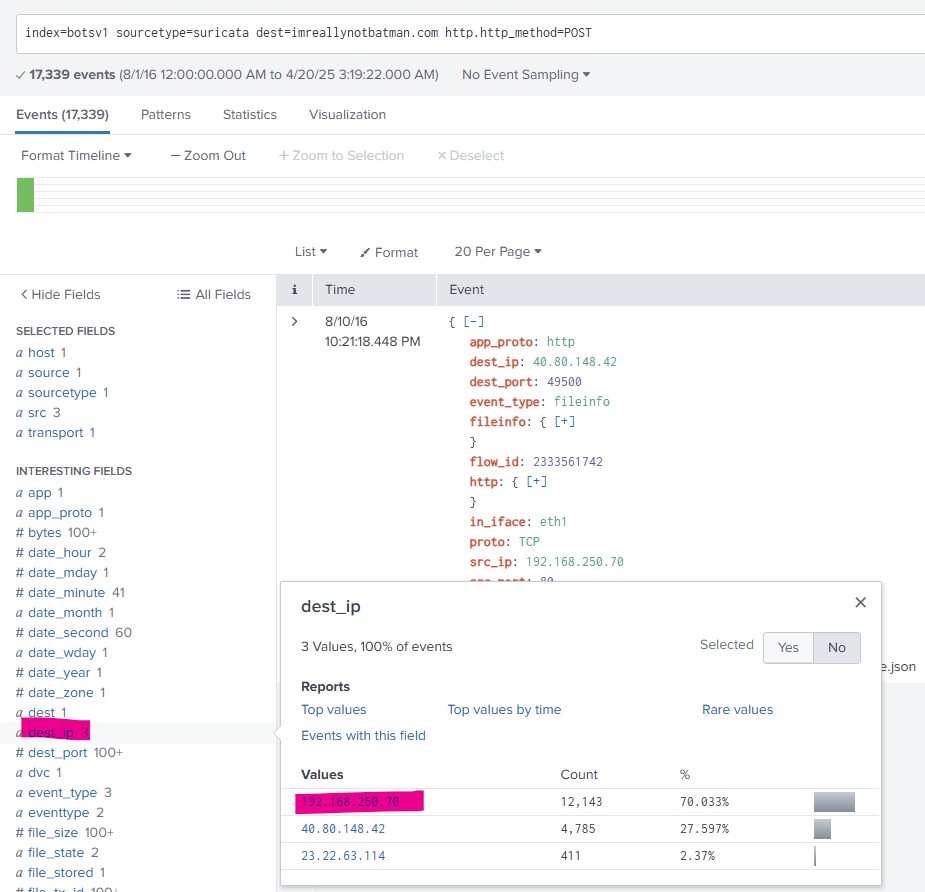 index=botsv1 sourcetype=suricata dest=imreallynotbatman.com http.http_method=POST
✓ 17,339 events (8/1/16 12:00:00.000 AM to 4/20/25 3:19:22.000 AM) No Event Sampling ▾
Events (17,339) Patterns Statistics Visualization
Format Timeline ▾ — Zoom Out + Zoom to Selection × Deselect
List ▾ Format 20 Per Page ▾
< Hide Fields All Fields
i Time Event
SELECTED FIELDS
a host 1
a source 1
a sourcetype 1
a src 3
a transport 1
INTERESTING FIELDS
a app 1
a app_proto 1
# bytes 100+
# date_hour 2
# date_mday 1
# date_minute 41
a date_month 1
# date_second 60
a date_wday 1
# date_year 1
# date_zone 1
a dest 1
a dest_ip 3
# dest_port 100+
a dvc 1
a event_type 3
a eventtype 2
# file_size 100+
a file_state 2
a file_stored 1
# file_tx_id 100+
> 8/10/16
10:21:18.448 PM
{ [-]
app_proto: http
dest_ip: 40.80.148.42
dest_port: 49500
event_type: fileinfo
fileinfo: { [+]
}
flow_id: 2333561742
http: { [+]
}
in_iface: eth1
proto: TCP
src_ip: 192.168.250.70
src_port: 80
e.json
dest_ip ×
3 Values, 100% of events Selected Yes No
Reports
Top values Top values by time Rare values
Events with this field
Values Count %
192.168.250.70 12,143 70.033%
40.80.148.42 4,785 27.597%
23.22.63.114 411 2.37%